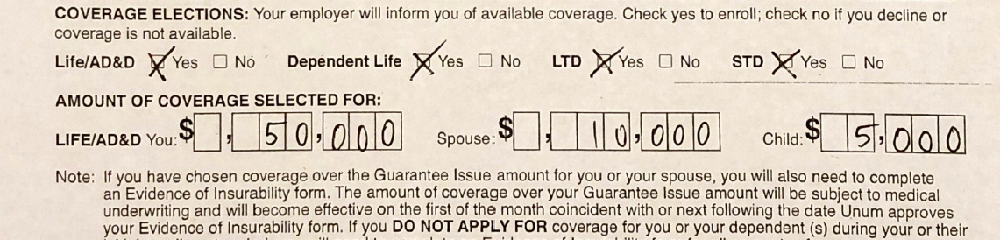 COVERAGE ELECTIONS: Your employer will inform you of available coverage. Check yes to enroll; check no if you decline or
coverage is not available.
Life/AD&D ☒ Yes ☐ No Dependent Life ☒ Yes ☐ No LTD ☒ Yes ☐ No STD ☒ Yes ☐ No
AMOUNT OF COVERAGE SELECTED FOR:
LIFE/AD&D You: $ , 50,000 Spouse: $ , 10,000 Child: $ 5,000
Note: If you have chosen coverage over the Guarantee Issue amount for you or your spouse, you will also need to complete
an Evidence of Insurability form. The amount of coverage over your Guarantee Issue amount will be subject to medical
underwriting and will become effective on the first of the month coincident with or next following the date Unum approves
your Evidence of Insurability form. If you DO NOT APPLY FOR coverage for you or your dependent (s) during your or their